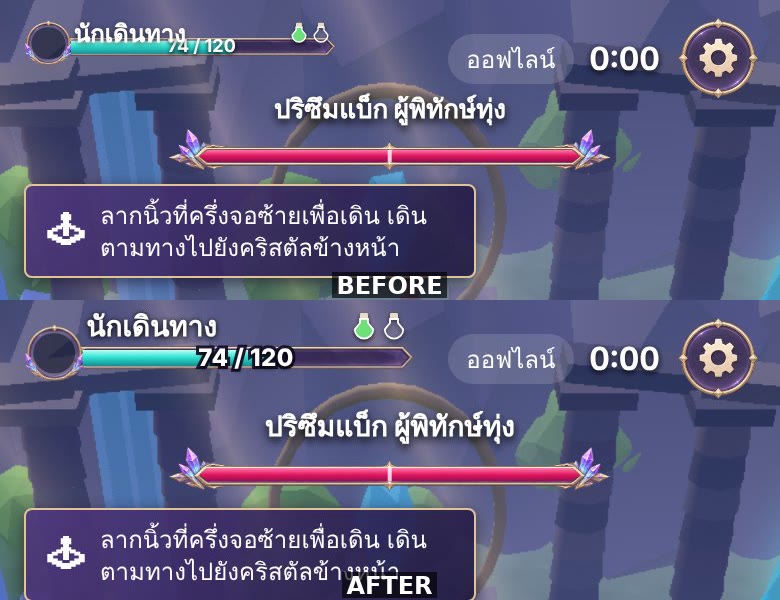 นักเดินทาง
74 / 120
ออฟไลน์
0:00
ปริซึมแบ็ก ผู้พิทักษ์ทุ่ง
ลากนิ้วที่ครึ่งจอซ้ายเพื่อเดิน เดิน
ตามทางไปยังคริสตัลข้างหน้า
BEFORE
นักเดินทาง
74 / 120
ออฟไลน์
0:00
ปริซึมแบ็ก ผู้พิทักษ์ทุ่ง
ลากนิ้วที่ครึ่งจอซ้ายเพื่อเดิน เดิน
ตามทางไปยังคริสตัลข้างหน้า
AFTER